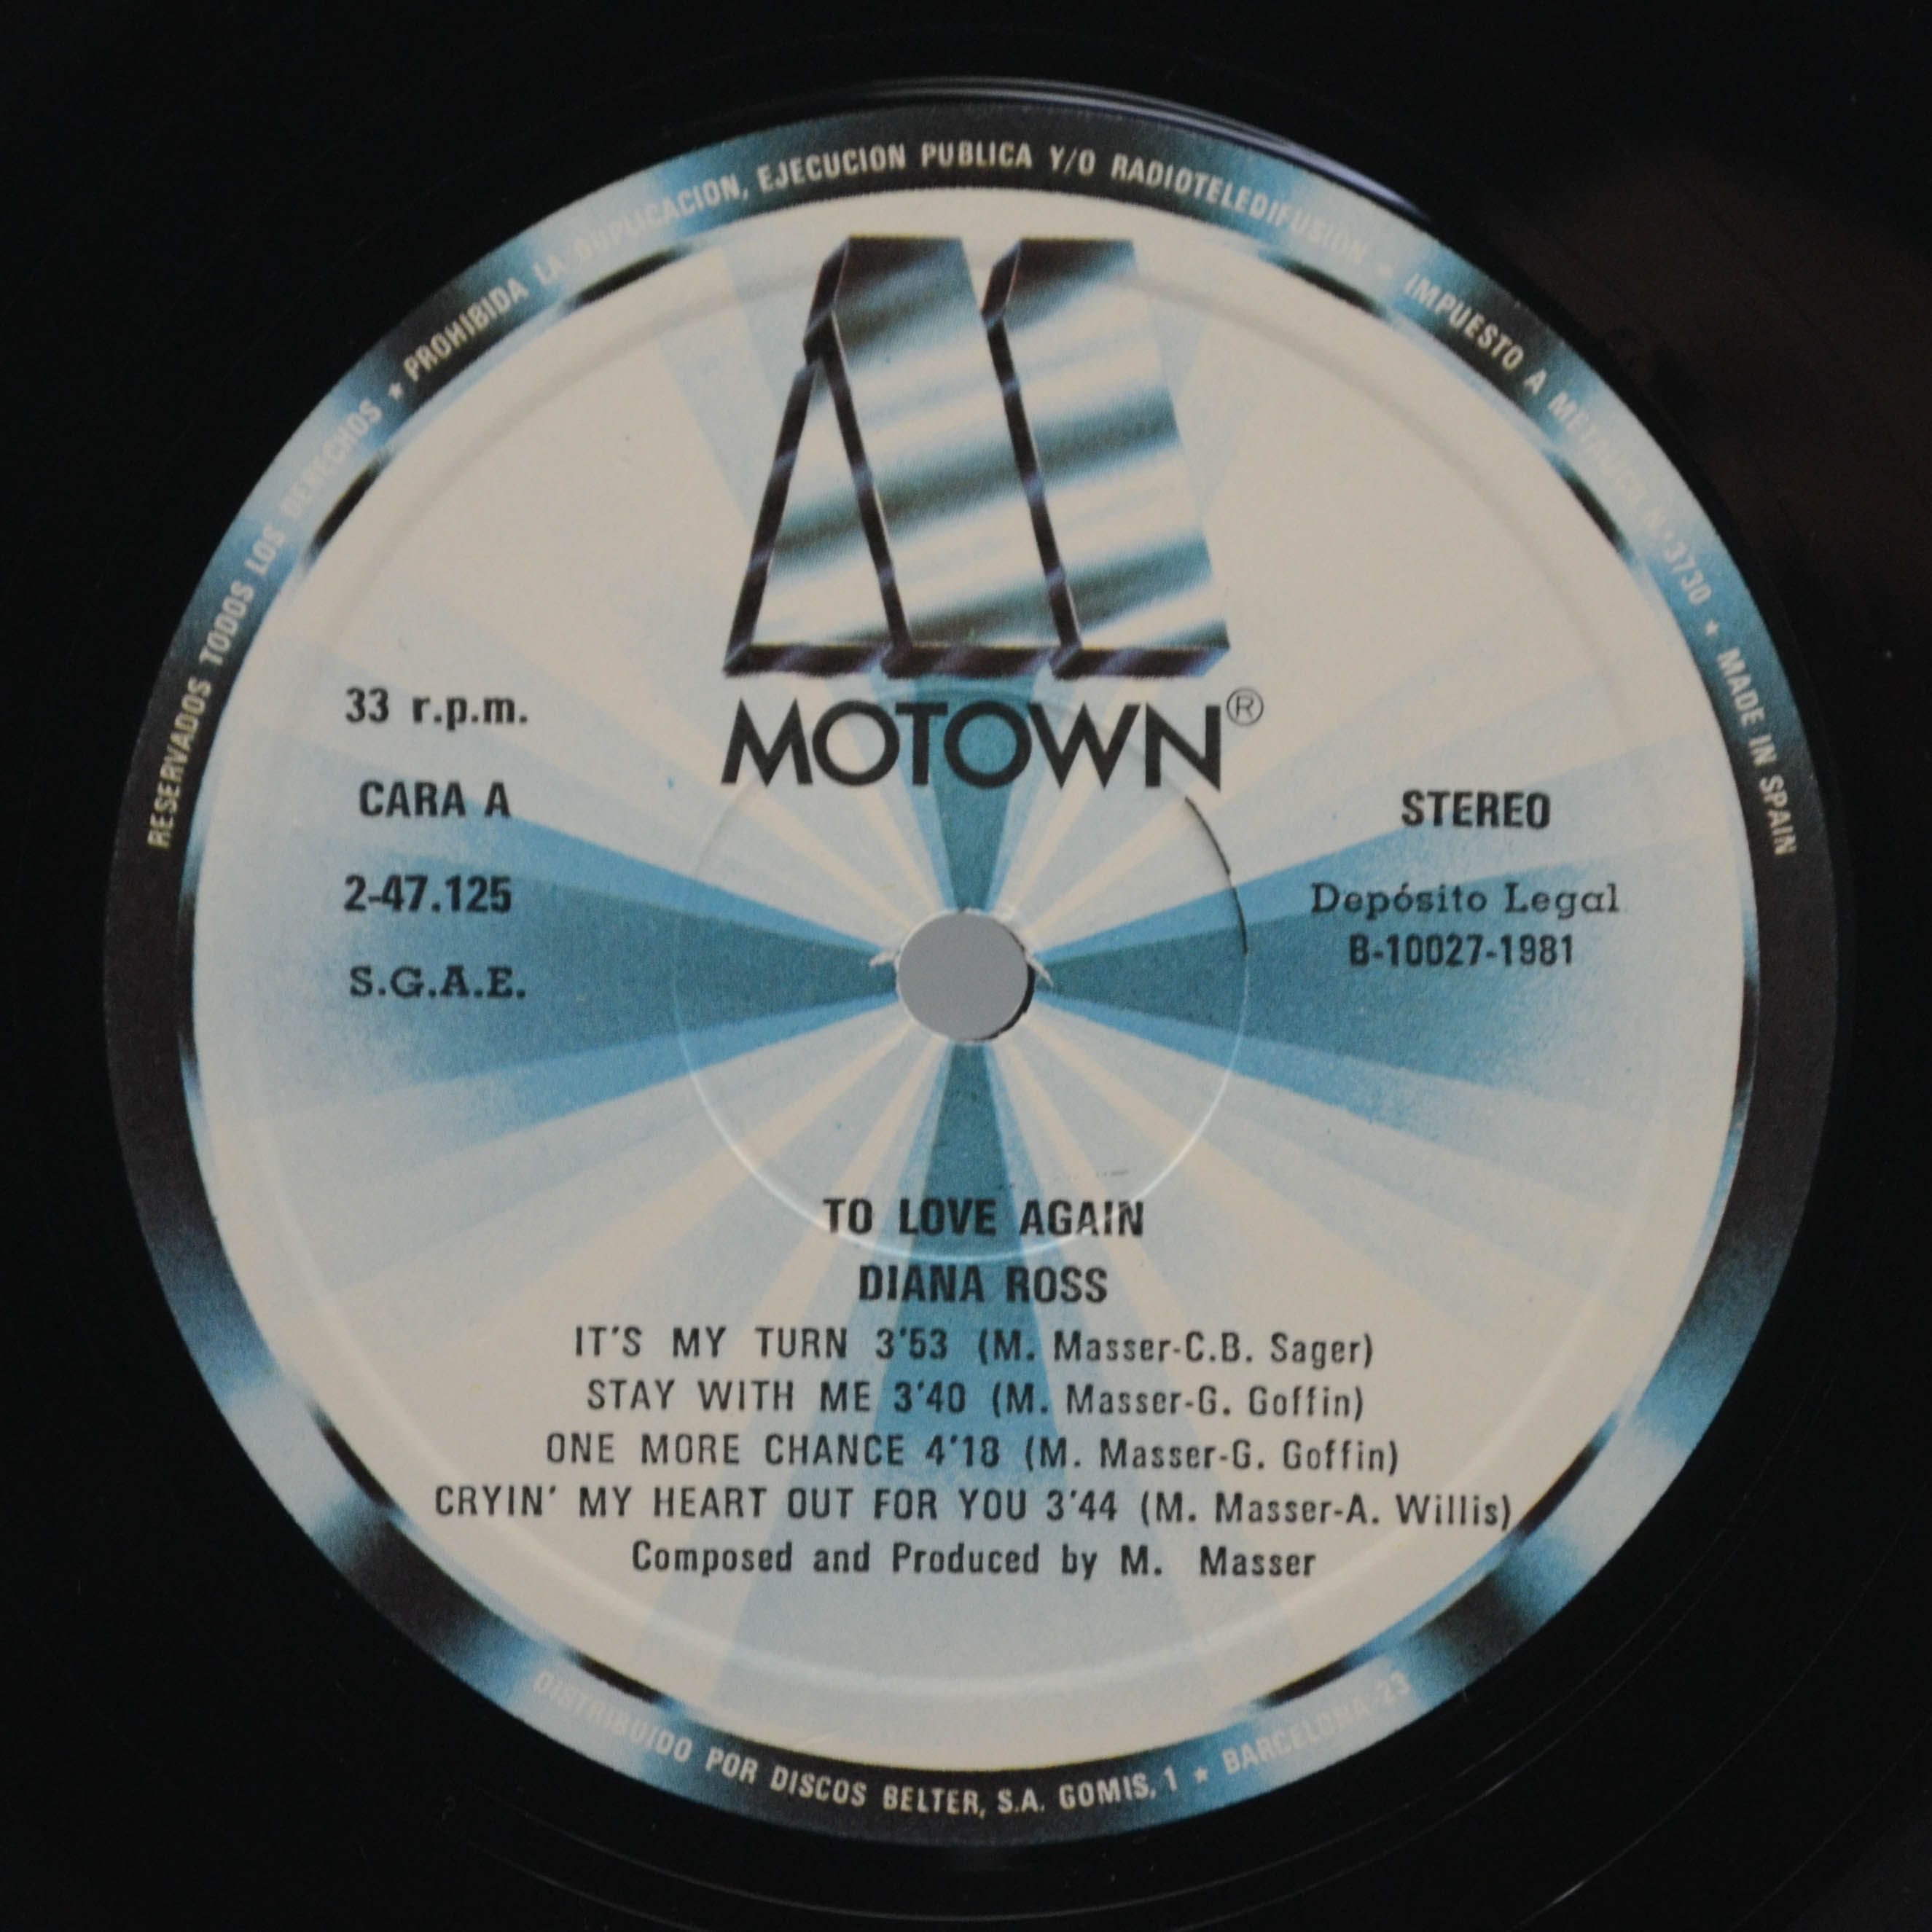 RESERVADOS TODOS LOS DERECHOS ★ PROHIBIDA LA DUPLICACION, EJECUCION PUBLICA Y/O RADIOTELEDIFUSION ★ IMPUESTO A METALICO A-3730 ★ MADE IN SPAIN
MOTOWN®
33 r.p.m.
CARA A
2-47.125
S.G.A.E.
STEREO
Depósito Legal
B-10027-1981
TO LOVE AGAIN
DIANA ROSS
IT'S MY TURN 3'53 (M. Masser-C.B. Sager)
STAY WITH ME 3'40 (M. Masser-G. Goffin)
ONE MORE CHANCE 4'18 (M. Masser-G. Goffin)
CRYIN' MY HEART OUT FOR YOU 3'44 (M. Masser-A. Willis)
Composed and Produced by M. Masser
DISTRIBUIDO POR DISCOS BELTER, S.A. GOMIS, 1 ★ BARCELONA-23